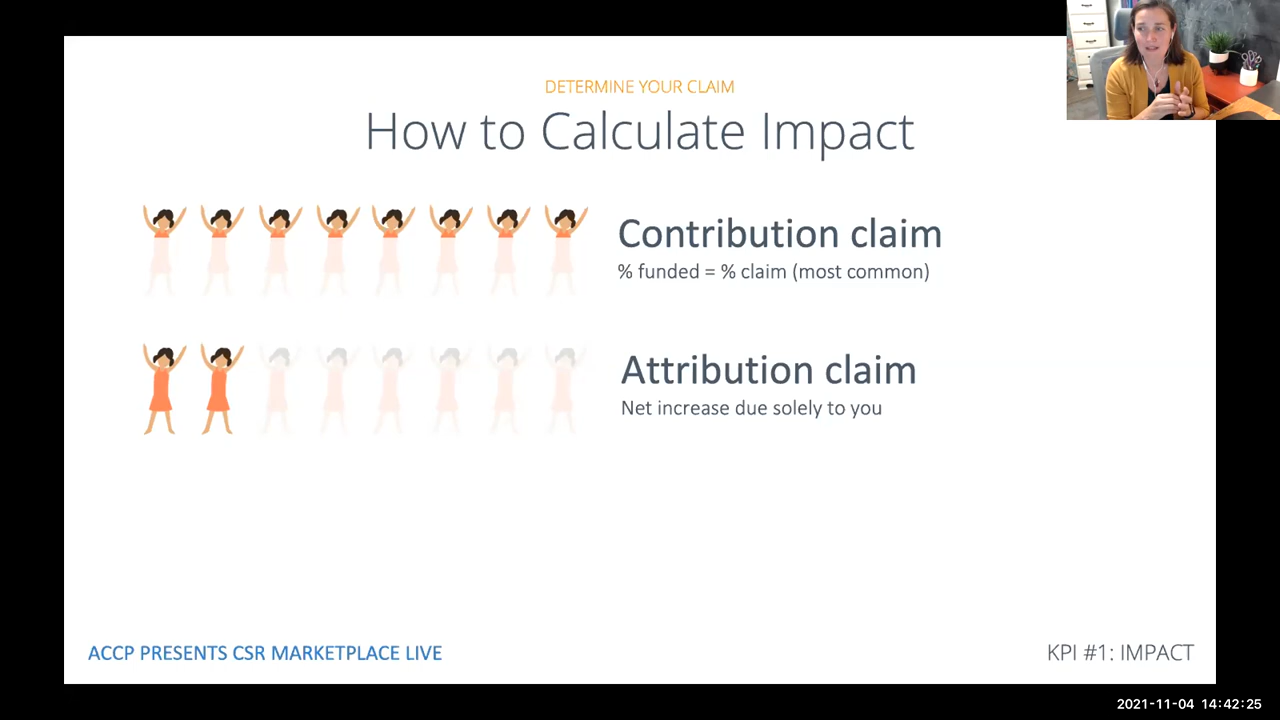 DETERMINE YOUR CLAIM
How to Calculate Impact
Contribution claim
% funded = % claim (most common)
Attribution claim
Net increase due solely to you
ACCP PRESENTS CSR MARKETPLACE LIVE
KPI #1: IMPACT
2021-11-04 14:42:25